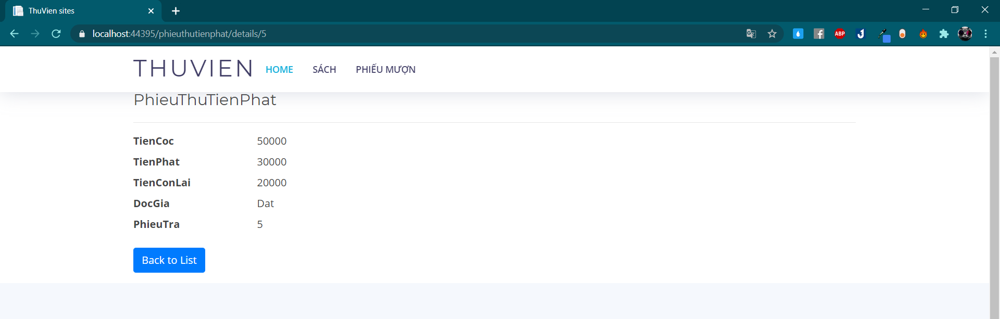 ThuVien sites
localhost:44395/phieuthutienphat/details/5
ABP
THUVIEN HOME SÁCH PHIẾU MƯỢN
PhieuThuTienPhat
TienCoc 50000
TienPhat 30000
TienConLai 20000
DocGia Dat
PhieuTra 5
Back to List